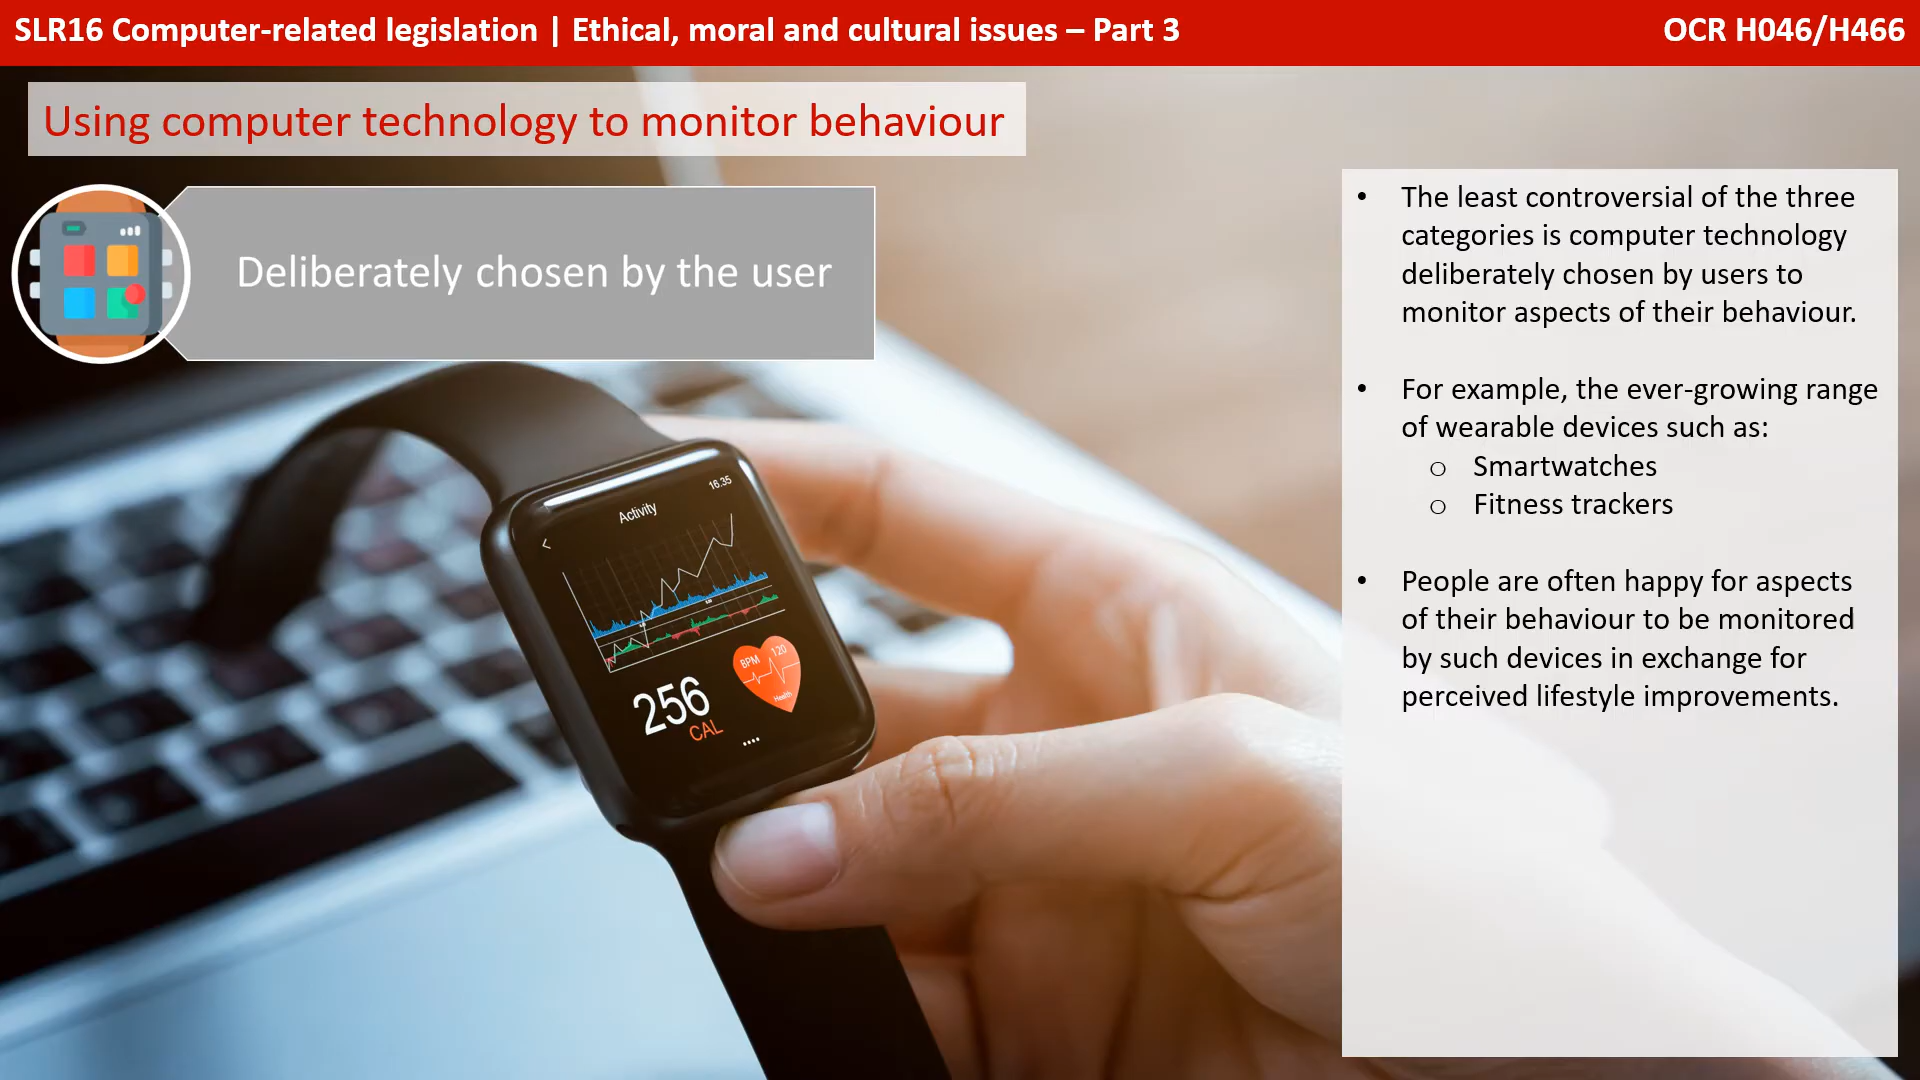 SLR16 Computer-related legislation | Ethical, moral and cultural issues – Part 3
OCR H046/H466
Using computer technology to monitor behaviour
Deliberately chosen by the user
• The least controversial of the three
categories is computer technology
deliberately chosen by users to
monitor aspects of their behaviour.
• For example, the ever-growing range
of wearable devices such as:
o Smartwatches
o Fitness trackers
• People are often happy for aspects
of their behaviour to be monitored
by such devices in exchange for
perceived lifestyle improvements.
16.35
Activity
<
BPM 120
Health
256
CAL